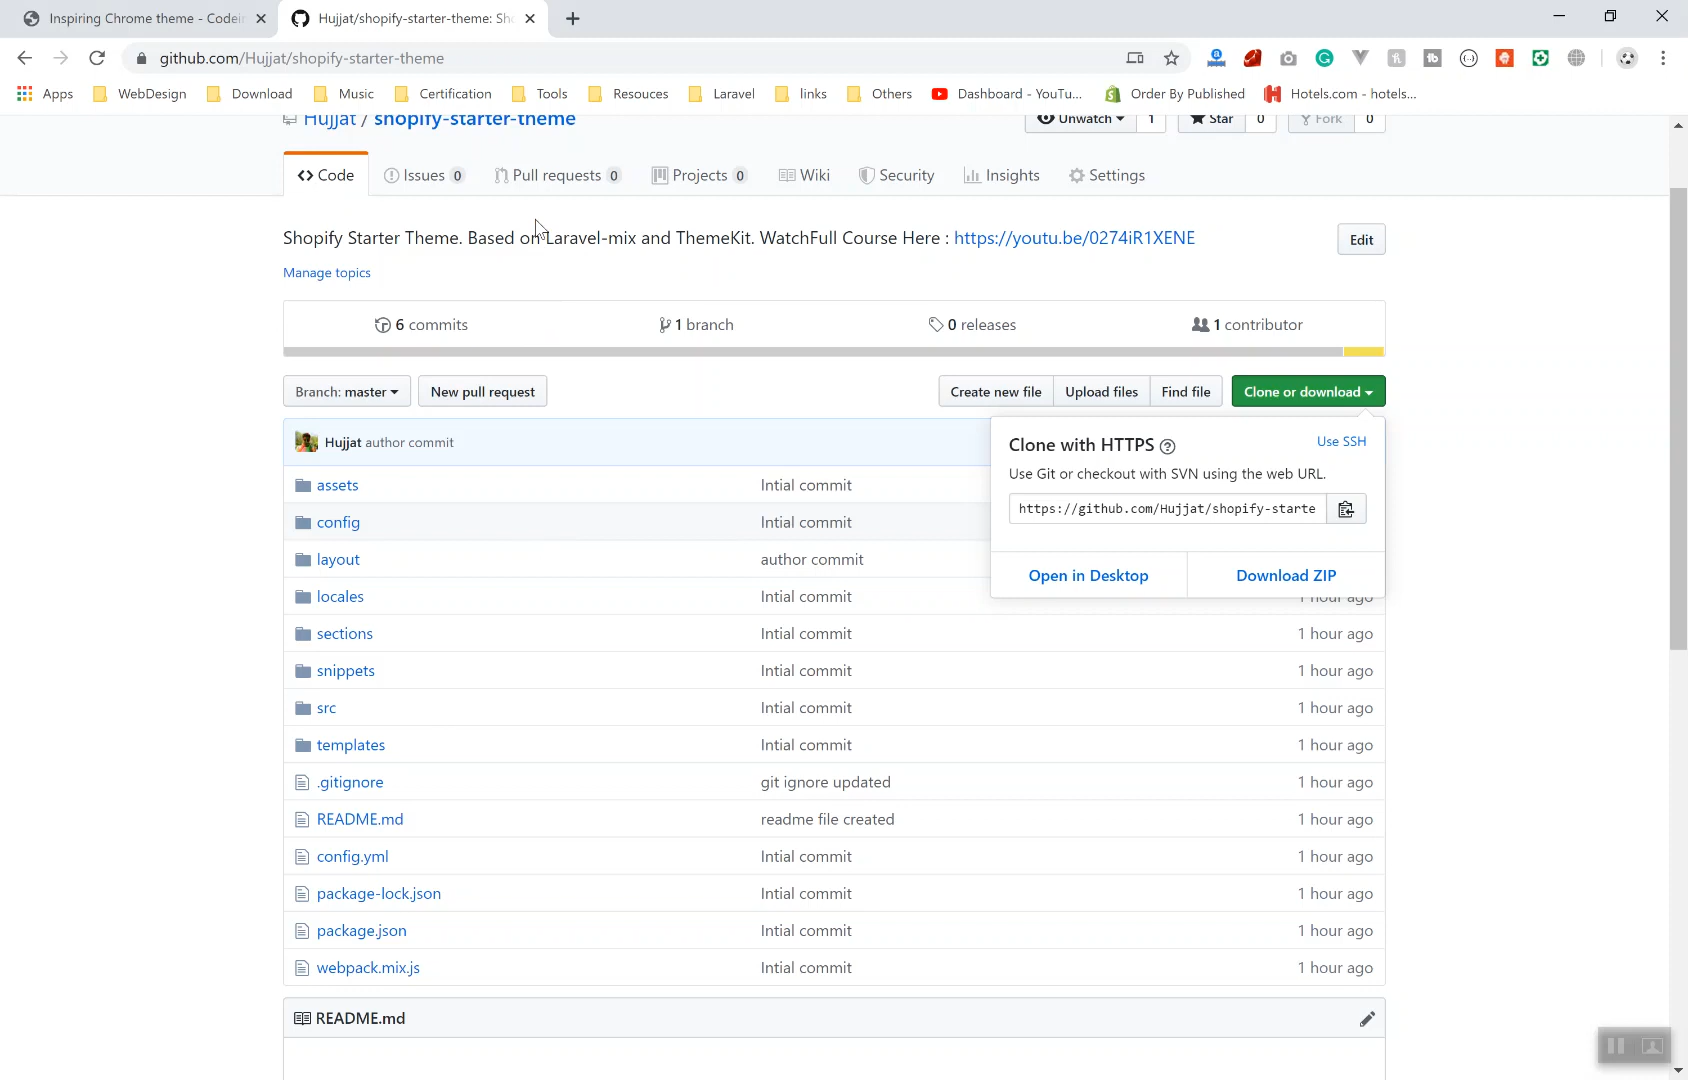 Inspiring Chrome theme - Codein
Hujjat/shopify-starter-theme: Sho
github.com/Hujjat/shopify-starter-theme
Apps WebDesign Download Music Certification Tools Resouces Laravel links Others Dashboard - YouTu... Order By Published Hotels.com - hotels...
Hujjat / shopify-starter-theme
Unwatch 1 Star 0 Fork 0
Code Issues 0 Pull requests 0 Projects 0 Wiki Security Insights Settings
Shopify Starter Theme. Based on Laravel-mix and ThemeKit. WatchFull Course Here : https://youtu.be/0274iR1XENE
Edit
Manage topics
6 commits 1 branch 0 releases 1 contributor
Branch: master New pull request Create new file Upload files Find file Clone or download
Hujjat author commit
Clone with HTTPS Use SSH
Use Git or checkout with SVN using the web URL.
https://github.com/Hujjat/shopify-starte
Open in Desktop Download ZIP
assets Intial commit
config Intial commit
layout author commit
locales Intial commit 1 hour ago
sections Intial commit 1 hour ago
snippets Intial commit 1 hour ago
src Intial commit 1 hour ago
templates Intial commit 1 hour ago
.gitignore git ignore updated 1 hour ago
README.md readme file created 1 hour ago
config.yml Intial commit 1 hour ago
package-lock.json Intial commit 1 hour ago
package.json Intial commit 1 hour ago
webpack.mix.js Intial commit 1 hour ago
README.md